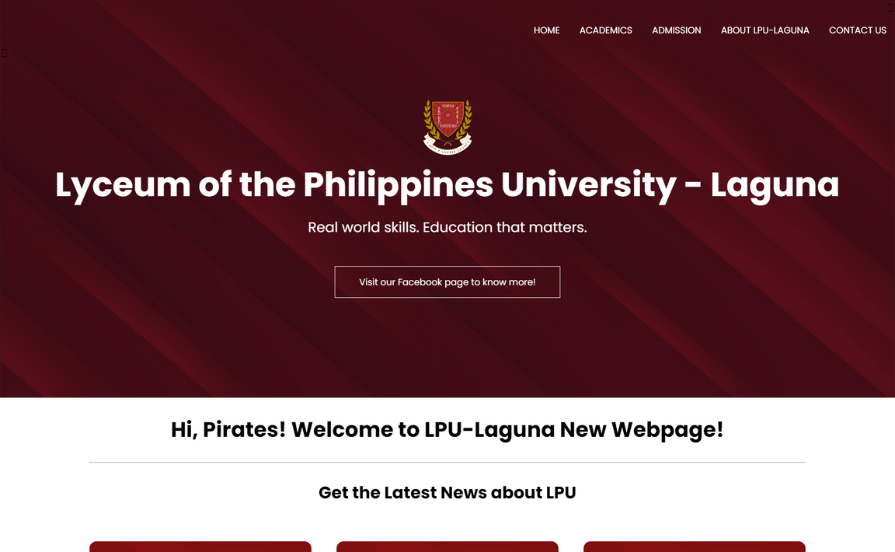 HOME ACADEMICS ADMISSION ABOUT LPU-LAGUNA CONTACT US
Lyceum of the Philippines University - Laguna
Real world skills. Education that matters.
Visit our Facebook page to know more!
Hi, Pirates! Welcome to LPU-Laguna New Webpage!
Get the Latest News about LPU